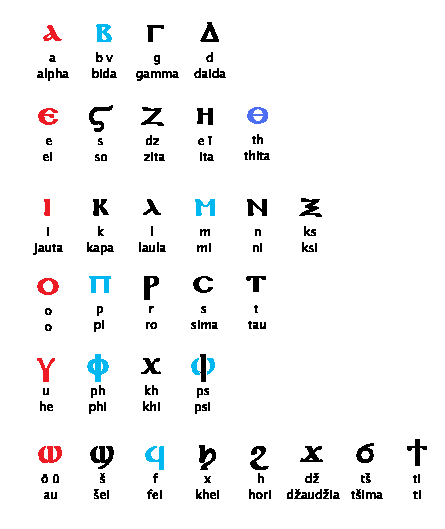 ⲁ ⲃ ⲅ ⲇ
a b v g d
alpha bida gamma dalda
ⲉ ⲋ ⲍ ⲏ ⲑ
e s dz e ī th
ei so zita ita thita
ⲓ ⲕ ⲗ ⲙ ⲛ ⲝ
i k l m n ks
jauta kapa laula mi ni ksi
ⲟ ⲡ ⲣ ⲥ ⲧ
o p r s t
o pi ro sima tau
ⲩ ⲫ ⲭ ⲯ
u ph kh ps
he phi khi psi
ⲱ ϣ ϥ ϧ ϩ ϫ ϭ ϯ
ō ū š f x h dž tš ti
au šei fei khei hori džaudžia tšima ti